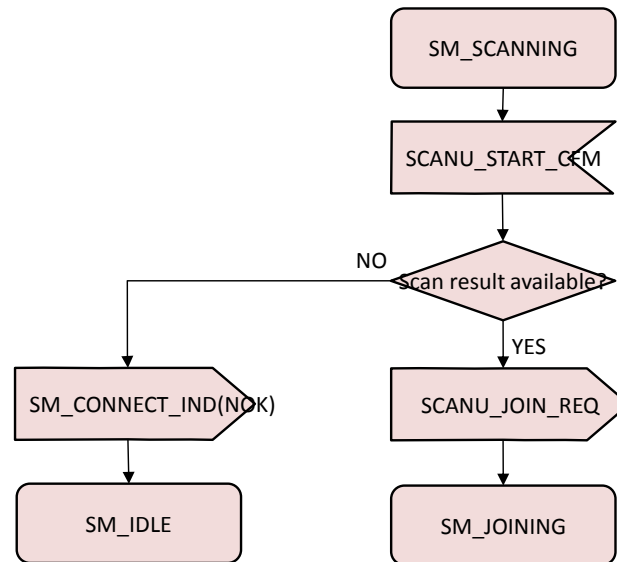 SM_SCANNING
SCANU_START_CFM
Scan result available?
NO
YES
SM_CONNECT_IND(NOK)
SCANU_JOIN_REQ
SM_IDLE
SM_JOINING